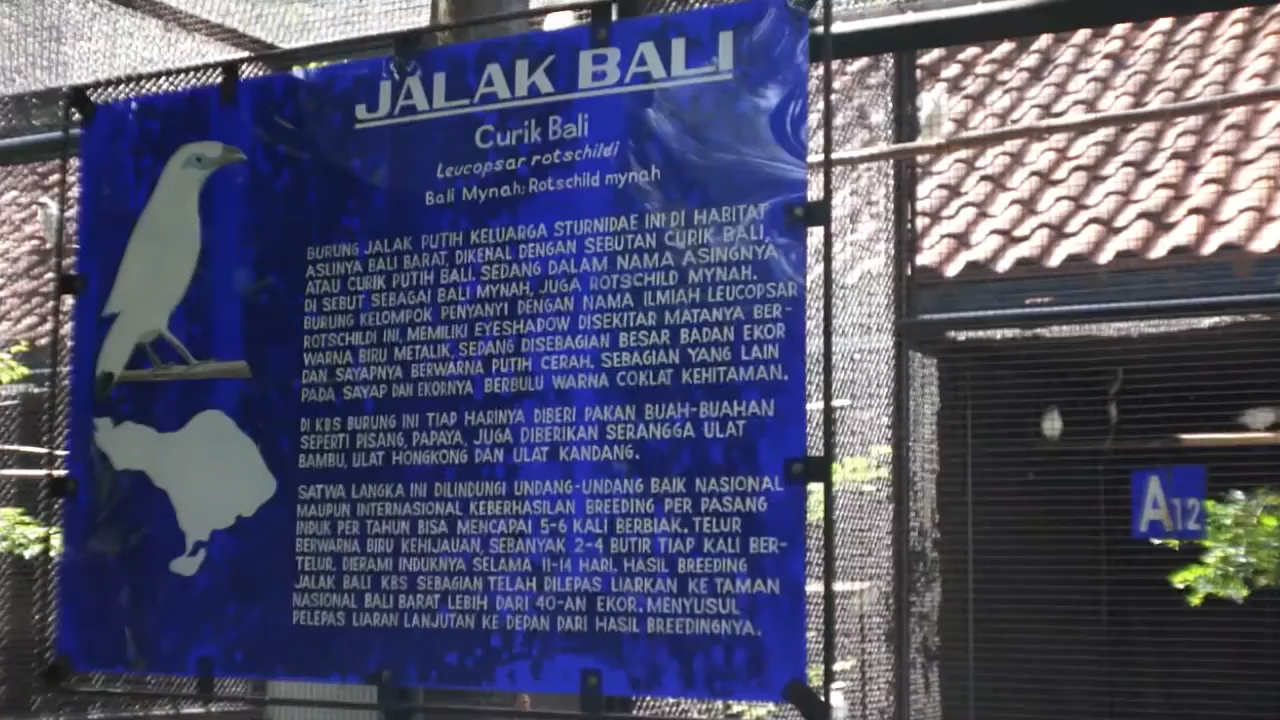 JALAK BALI
Curik Bali
Leucopsar rotschildi
Bali Mynah; Rotschild mynah
BURUNG JALAK PUTIH KELUARGA STURNIDAE INI DI HABITAT
ASLINYA BALI BARAT, DIKENAL DENGAN SEBUTAN CURIK BALI,
ATAU CURIK PUTIH BALI. SEDANG DALAM NAMA ASINGNYA
DI SEBUT SEBAGAI BALI MYNAH, JUGA ROTSCHILD MYNAH.
BURUNG KELOMPOK PENYANYI DENGAN NAMA ILMIAH LEUCOPSAR
ROTSCHILDI INI, MEMILIKI EYESHADOW DISEKITAR MATANYA BER-
WARNA BIRU METALIK, SEDANG DISEBAGIAN BESAR BADAN EKOR
DAN SAYAPNYA BERWARNA PUTIH CERAH. SEBAGIAN YANG LAIN
PADA SAYAP DAN EKORNYA BERBULU WARNA COKLAT KEHITAMAN.
DI KBS BURUNG INI TIAP HARINYA DIBERI PAKAN BUAH-BUAHAN
SEPERTI PISANG, PAPAYA, JUGA DIBERIKAN SERANGGA ULAT
BAMBU, ULAT HONGKONG DAN ULAT KANDANG.
SATWA LANGKA INI DILINDUNGI UNDANG-UNDANG BAIK NASIONAL
MAUPUN INTERNASIONAL KEBERHASILAN BREEDING PER PASANG
INDUK PER TAHUN BISA MENCAPAI 5-6 KALI BERBIAK. TELUR
BERWARNA BIRU KEHIJAUAN, SEBANYAK 2-4 BUTIR TIAP KALI BER-
TELUR. DIERAMI INDUKNYA SELAMA 11-14 HARI. HASIL BREEDING
JALAK BALI KBS SEBAGIAN TELAH DILEPAS LIARKAN KE TAMAN
NASIONAL BALI BARAT LEBIH DARI 40-AN EKOR. MENYUSUL
PELEPAS LIARAN LANJUTAN KE DEPAN DARI HASIL BREEDINGNYA.
A12